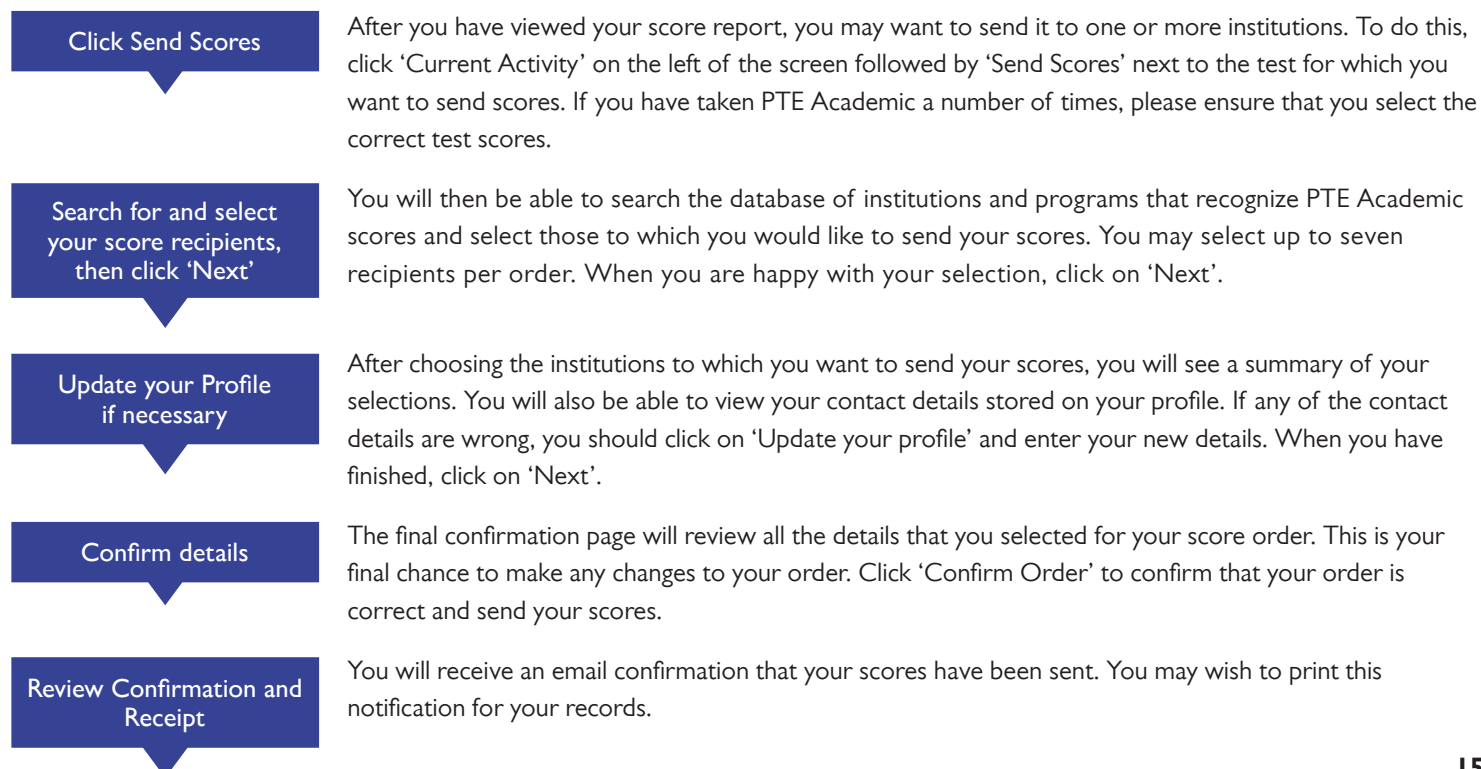 Click Send Scores
After you have viewed your score report, you may want to send it to one or more institutions. To do this,
click ‘Current Activity’ on the left of the screen followed by ‘Send Scores’ next to the test for which you
want to send scores. If you have taken PTE Academic a number of times, please ensure that you select the
correct test scores.
Search for and select
your score recipients,
then click ‘Next’
You will then be able to search the database of institutions and programs that recognize PTE Academic
scores and select those to which you would like to send your scores. You may select up to seven
recipients per order. When you are happy with your selection, click on ‘Next’.
Update your Profile
if necessary
After choosing the institutions to which you want to send your scores, you will see a summary of your
selections. You will also be able to view your contact details stored on your profile. If any of the contact
details are wrong, you should click on ‘Update your profile’ and enter your new details. When you have
finished, click on ‘Next’.
Confirm details
The final confirmation page will review all the details that you selected for your score order. This is your
final chance to make any changes to your order. Click ‘Confirm Order’ to confirm that your order is
correct and send your scores.
Review Confirmation and
Receipt
You will receive an email confirmation that your scores have been sent. You may wish to print this
notification for your records.
15